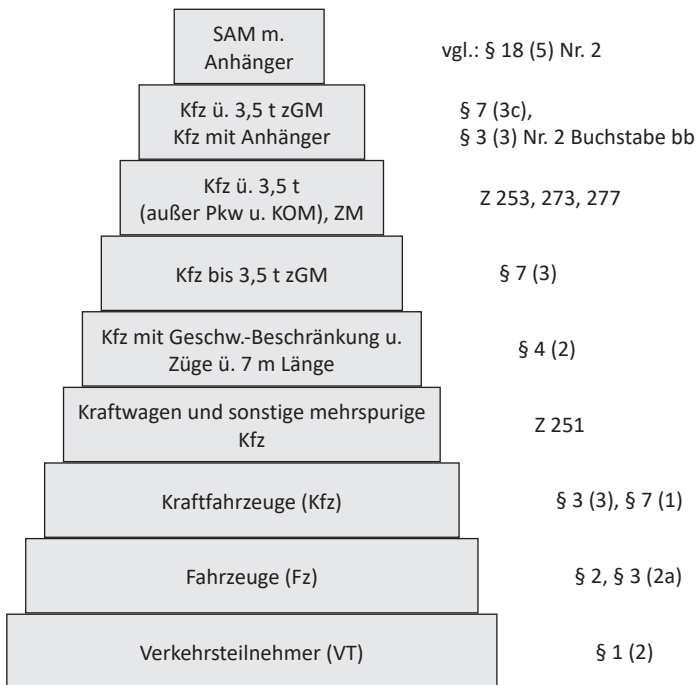 SAM m.
Anhänger
vgl.: § 18 (5) Nr. 2
Kfz ü. 3,5 t zGM
Kfz mit Anhänger
§ 7 (3c),
§ 3 (3) Nr. 2 Buchstabe bb
Kfz ü. 3,5 t
(außer Pkw u. KOM), ZM
Z 253, 273, 277
Kfz bis 3,5 t zGM
§ 7 (3)
Kfz mit Geschw.-Beschränkung u.
Züge ü. 7 m Länge
§ 4 (2)
Kraftwagen und sonstige mehrspurige
Kfz
Z 251
Kraftfahrzeuge (Kfz)
§ 3 (3), § 7 (1)
Fahrzeuge (Fz)
§ 2, § 3 (2a)
Verkehrsteilnehmer (VT)
§ 1 (2)